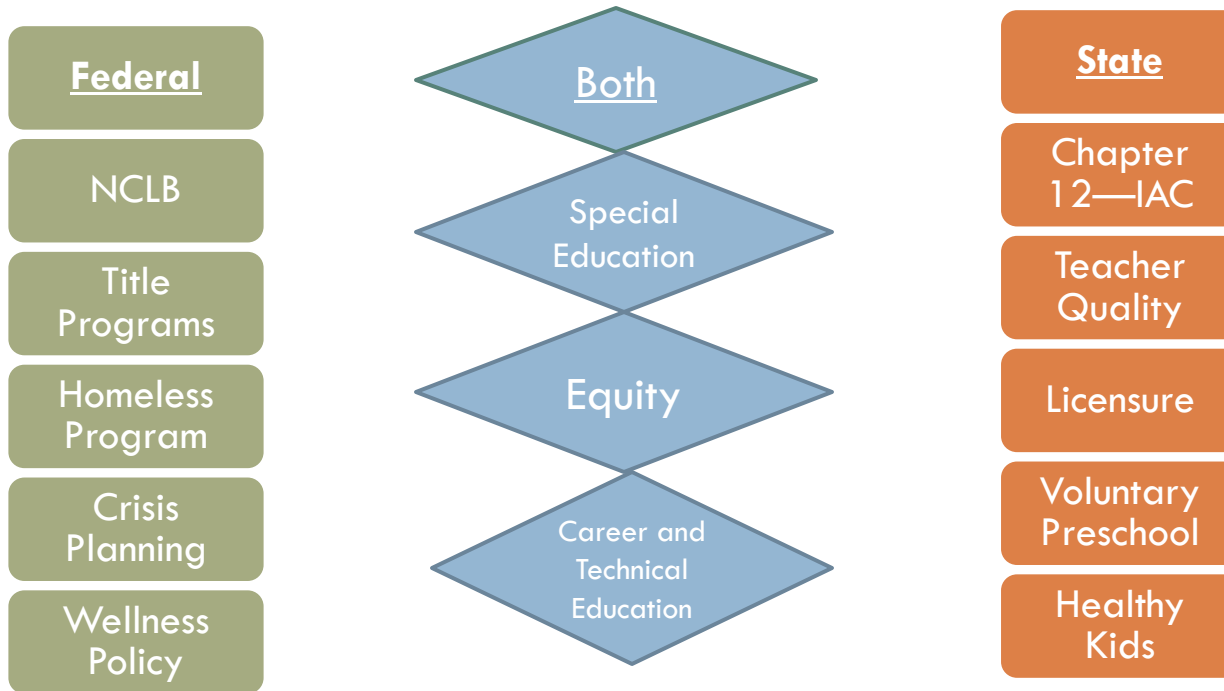 Federal
NCLB
Title
Programs
Homeless
Program
Crisis
Planning
Wellness
Policy
Both
Special
Education
Equity
Career and
Technical
Education
State
Chapter
12—IAC
Teacher
Quality
Licensure
Voluntary
Preschool
Healthy
Kids